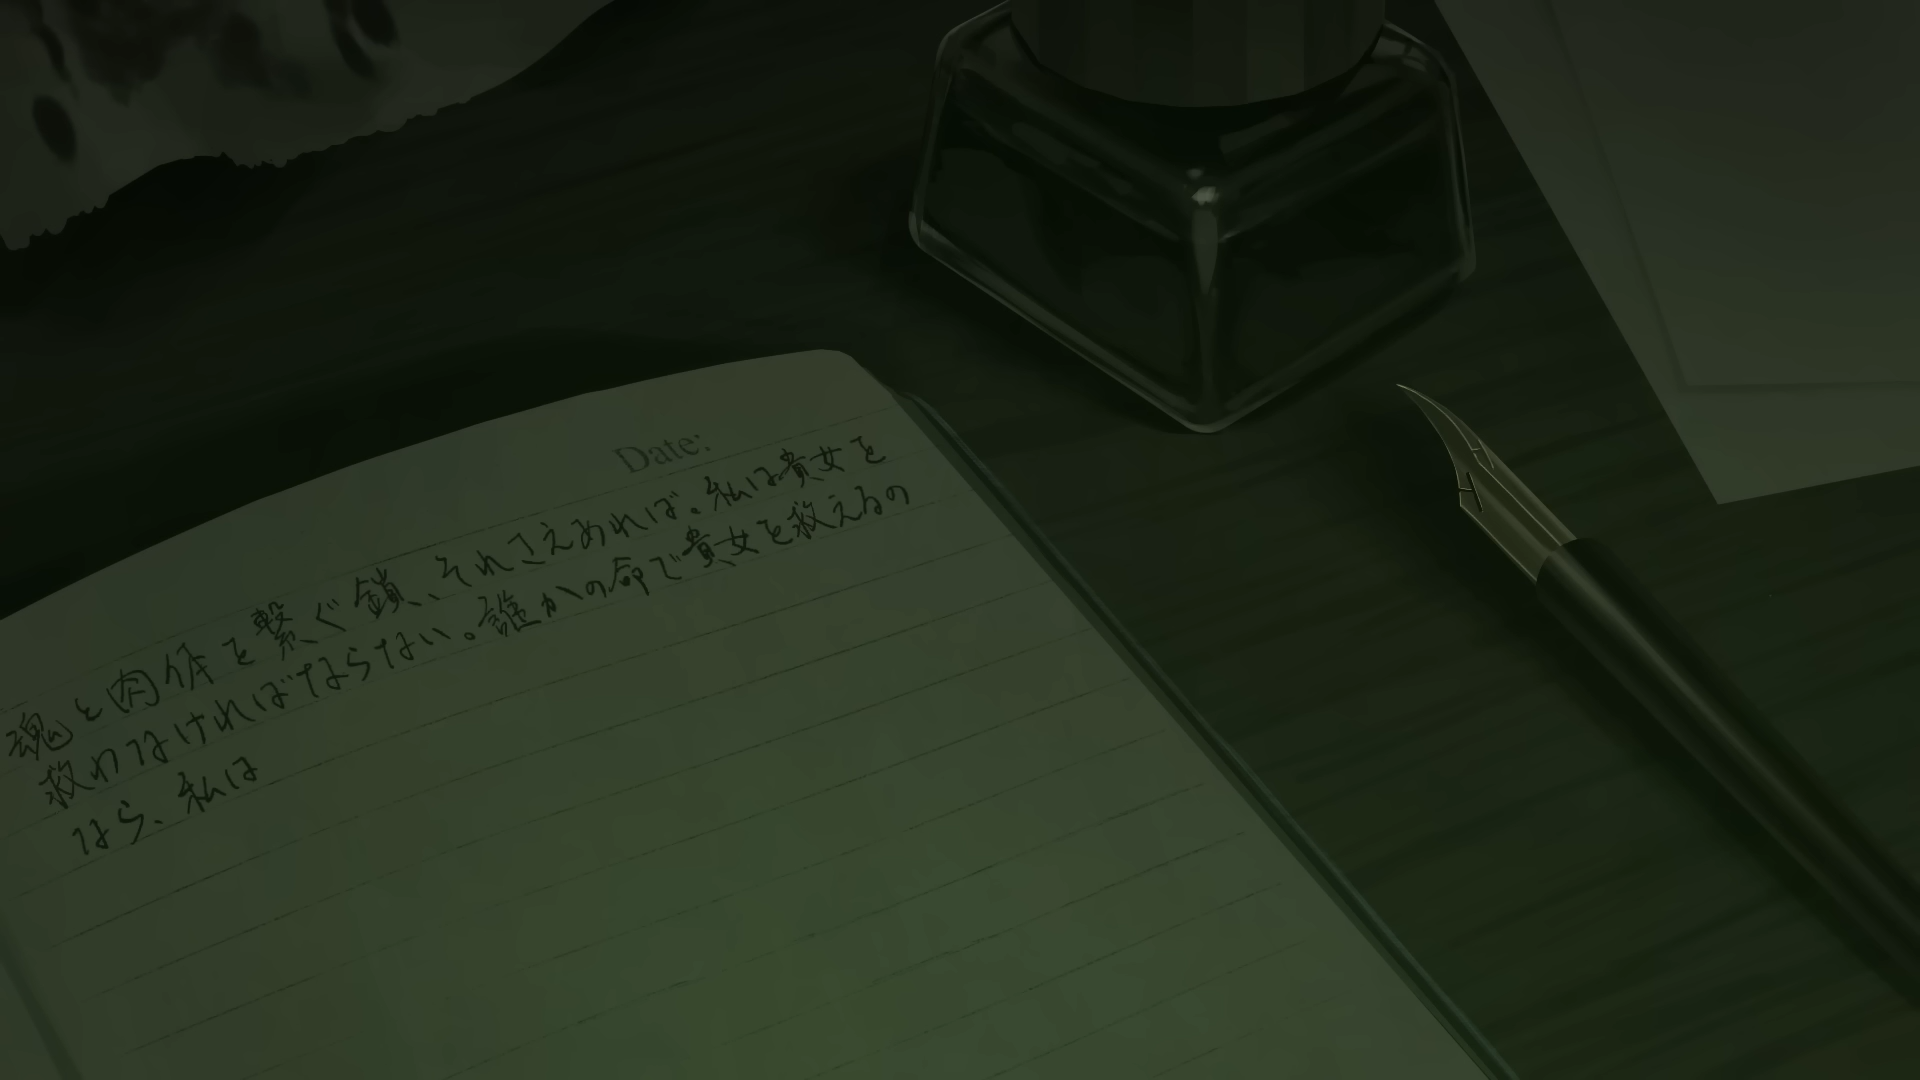 Date:
魂と肉体を繋ぐ鎖、それさえあれば。私は貴女を
救わなければならない。誰かの命で貴女を救えるの
なら、私は